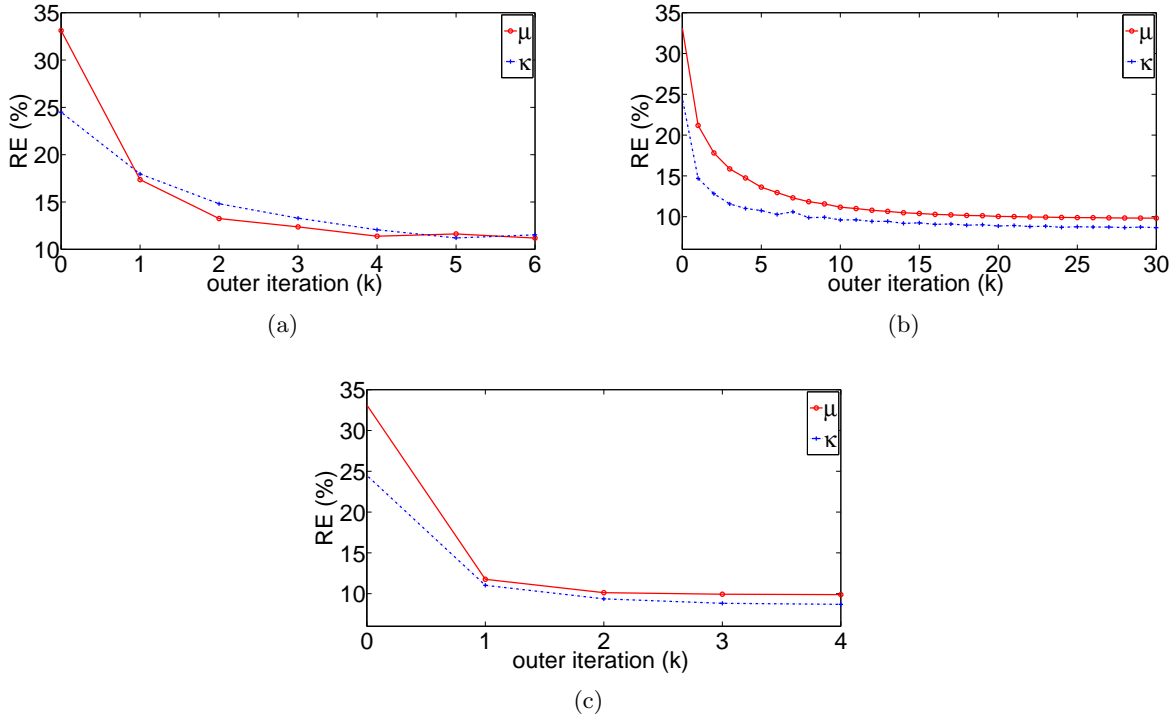 35
30
25
20
15
10
RE (%)
0 1 2 3 4 5 6
outer iteration (k)
μ
κ
(a)
35
30
25
20
15
10
RE (%)
0 5 10 15 20 25 30
outer iteration (k)
μ
κ
(b)
35
30
25
20
15
10
RE (%)
0 1 2 3 4
outer iteration (k)
μ
κ
(c)